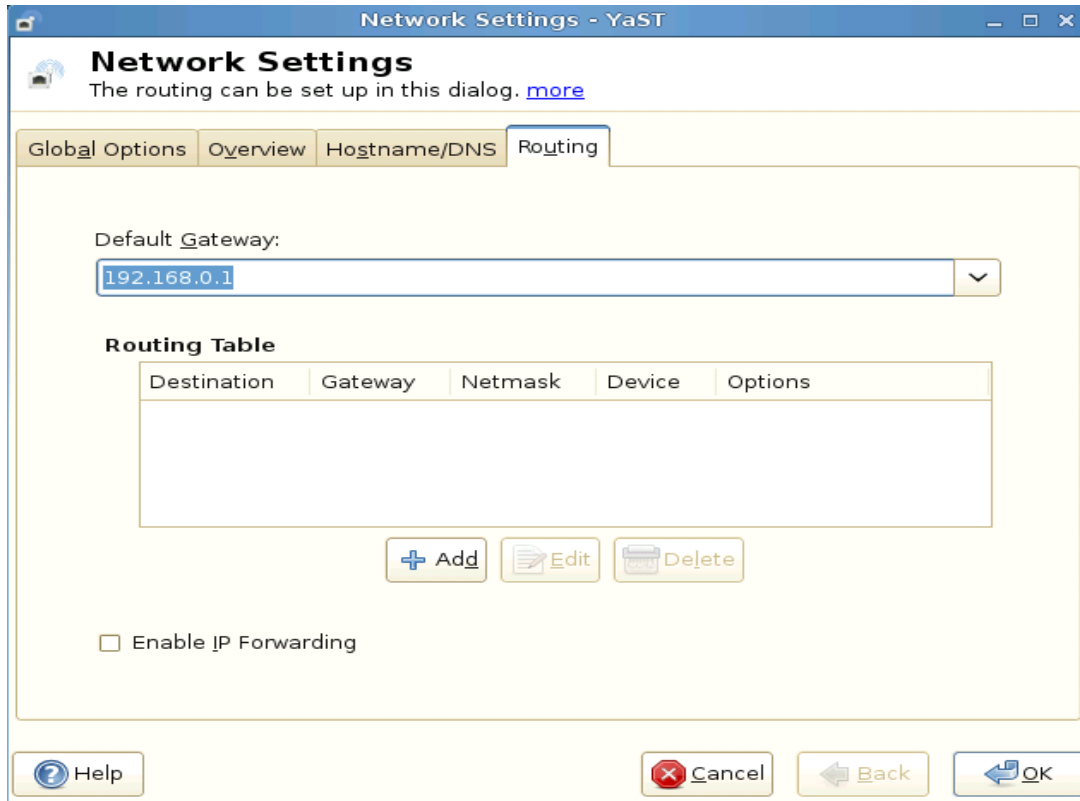 Network Settings - YaST
Network Settings
The routing can be set up in this dialog. more
Global Options Overview Hostname/DNS Routing
Default Gateway:
192.168.0.1
Routing Table
Destination Gateway Netmask Device Options
Add Edit Delete
Enable IP Forwarding
Help Cancel Back OK